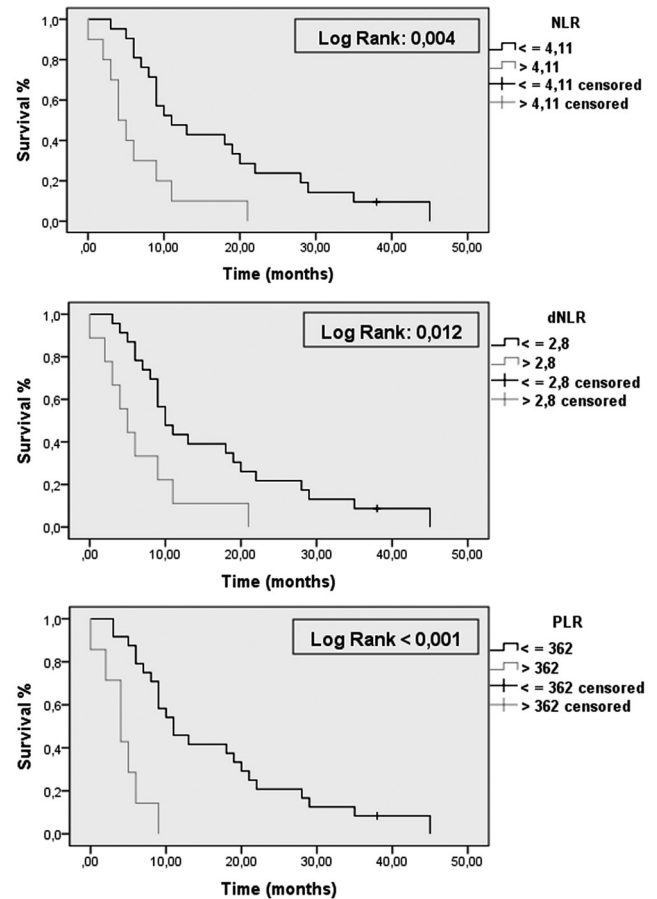 Log Rank: 0,004
NLR
< = 4,11
> 4,11
< = 4,11 censored
> 4,11 censored
Survival %
1,0
0,8
0,6
0,4
0,2
0,0
,00 10,00 20,00 30,00 40,00 50,00
Time (months)
Log Rank: 0,012
dNLR
< = 2,8
> 2,8
< = 2,8 censored
> 2,8 censored
Survival %
1,0
0,8
0,6
0,4
0,2
0,0
,00 10,00 20,00 30,00 40,00 50,00
Time (months)
Log Rank < 0,001
PLR
< = 362
> 362
< = 362 censored
> 362 censored
Survival %
1,0
0,8
0,6
0,4
0,2
0,0
,00 10,00 20,00 30,00 40,00 50,00
Time (months)